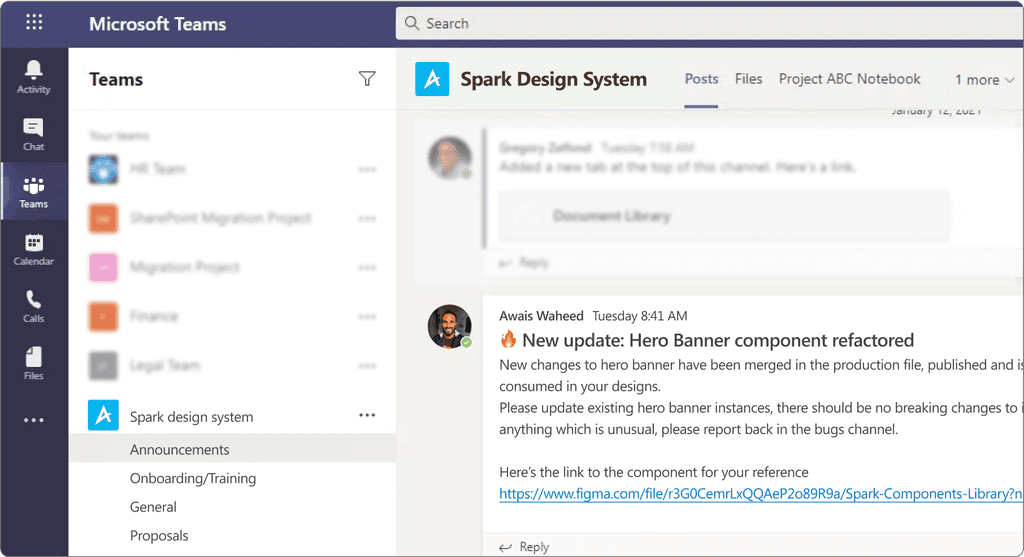 Microsoft Teams
Search
Activity
Chat
Teams
Calendar
Calls
Files
Teams
Your teams
HR Team
SharePoint Migration Project
Migration Project
Finance
Legal Team
Spark design system
Announcements
Onboarding/Training
General
Proposals
Spark Design System
Posts
Files
Project ABC Notebook
1 more
January 12, 2021
Gregory Zelfond Tuesday 7:58 AM
Added a new tab at the top of this channel. Here's a link.
Document Library
Reply
Awais Waheed Tuesday 8:41 AM
🔥 New update: Hero Banner component refactored
New changes to hero banner have been merged in the production file, published and is
consumed in your designs.
Please update existing hero banner instances, there should be no breaking changes to i
anything which is unusual, please report back in the bugs channel.
Here’s the link to the component for your reference
https://www.figma.com/file/r3G0CemrLxQQAeP2o89R9a/Spark-Components-Library?n
Reply